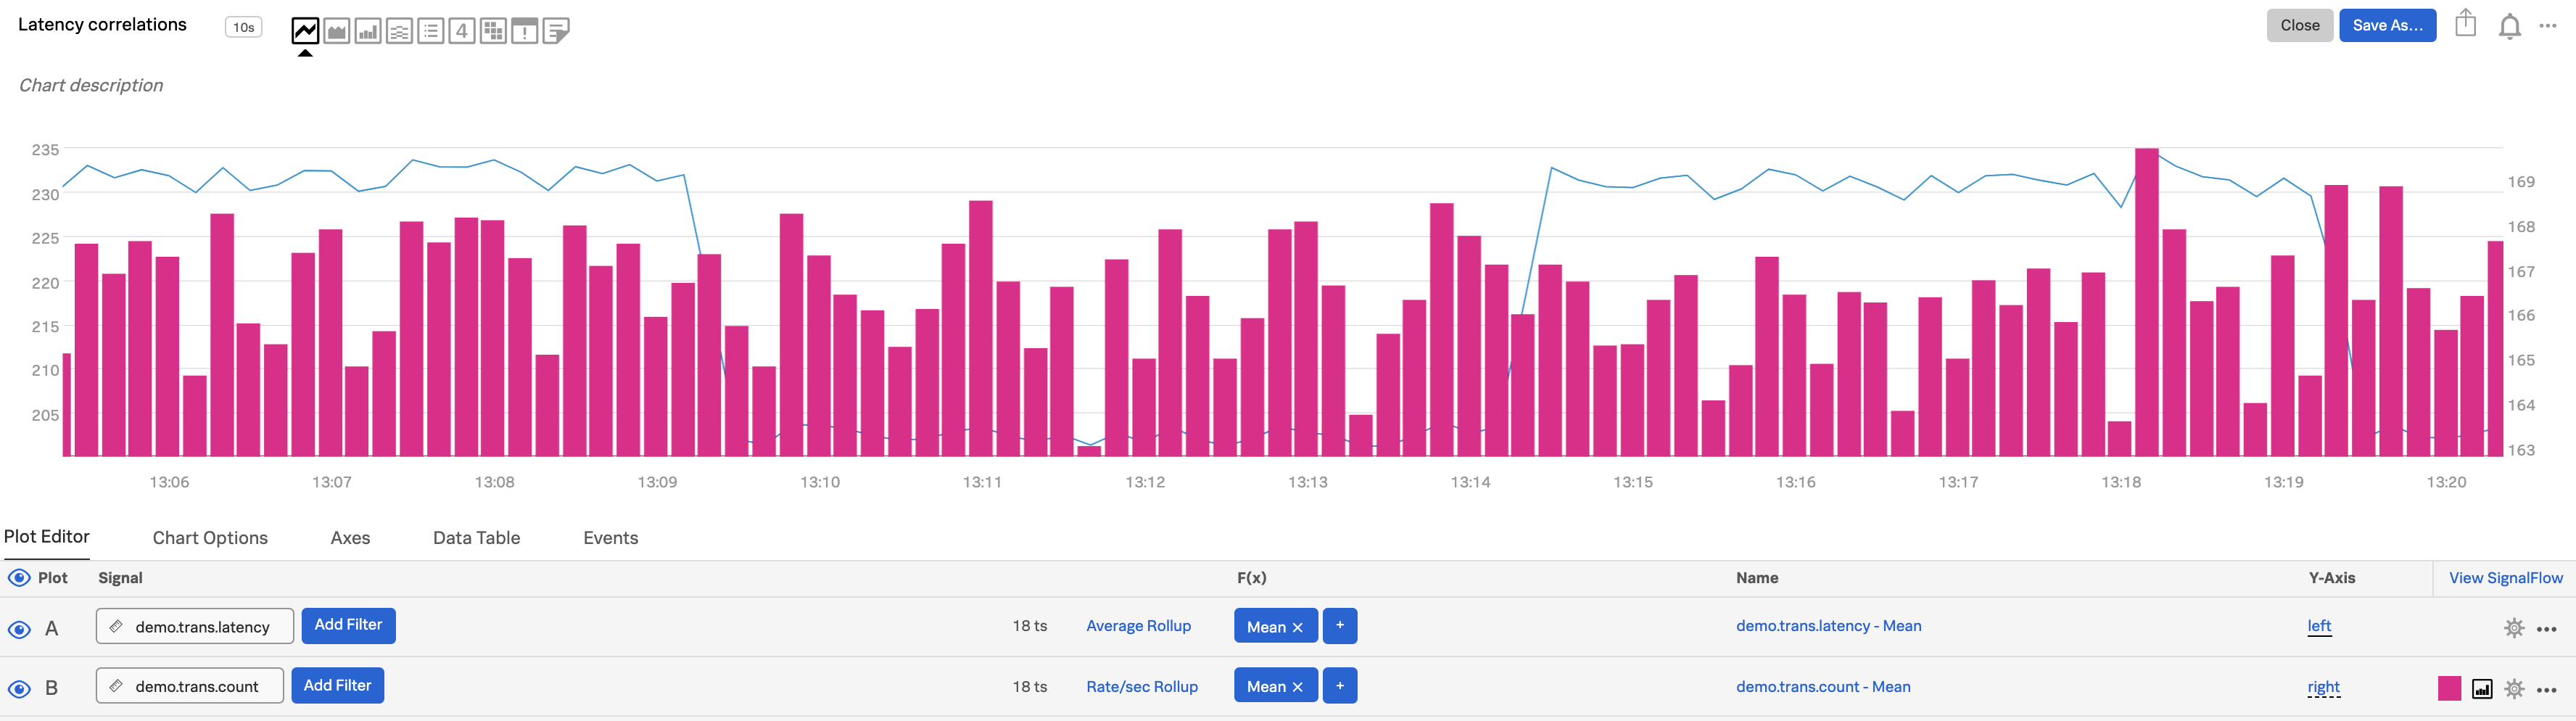 Latency correlations 10s 4 Close Save As...
Chart description
235
230
225
220
215
210
205
169
168
167
166
165
164
163
13:06 13:07 13:08 13:09 13:10 13:11 13:12 13:13 13:14 13:15 13:16 13:17 13:18 13:19 13:20
Plot Editor Chart Options Axes Data Table Events
Plot Signal F(x) Name Y-Axis View SignalFlow
A demo.trans.latency Add Filter 18 ts Average Rollup Mean × + demo.trans.latency - Mean left
B demo.trans.count Add Filter 18 ts Rate/sec Rollup Mean × + demo.trans.count - Mean right